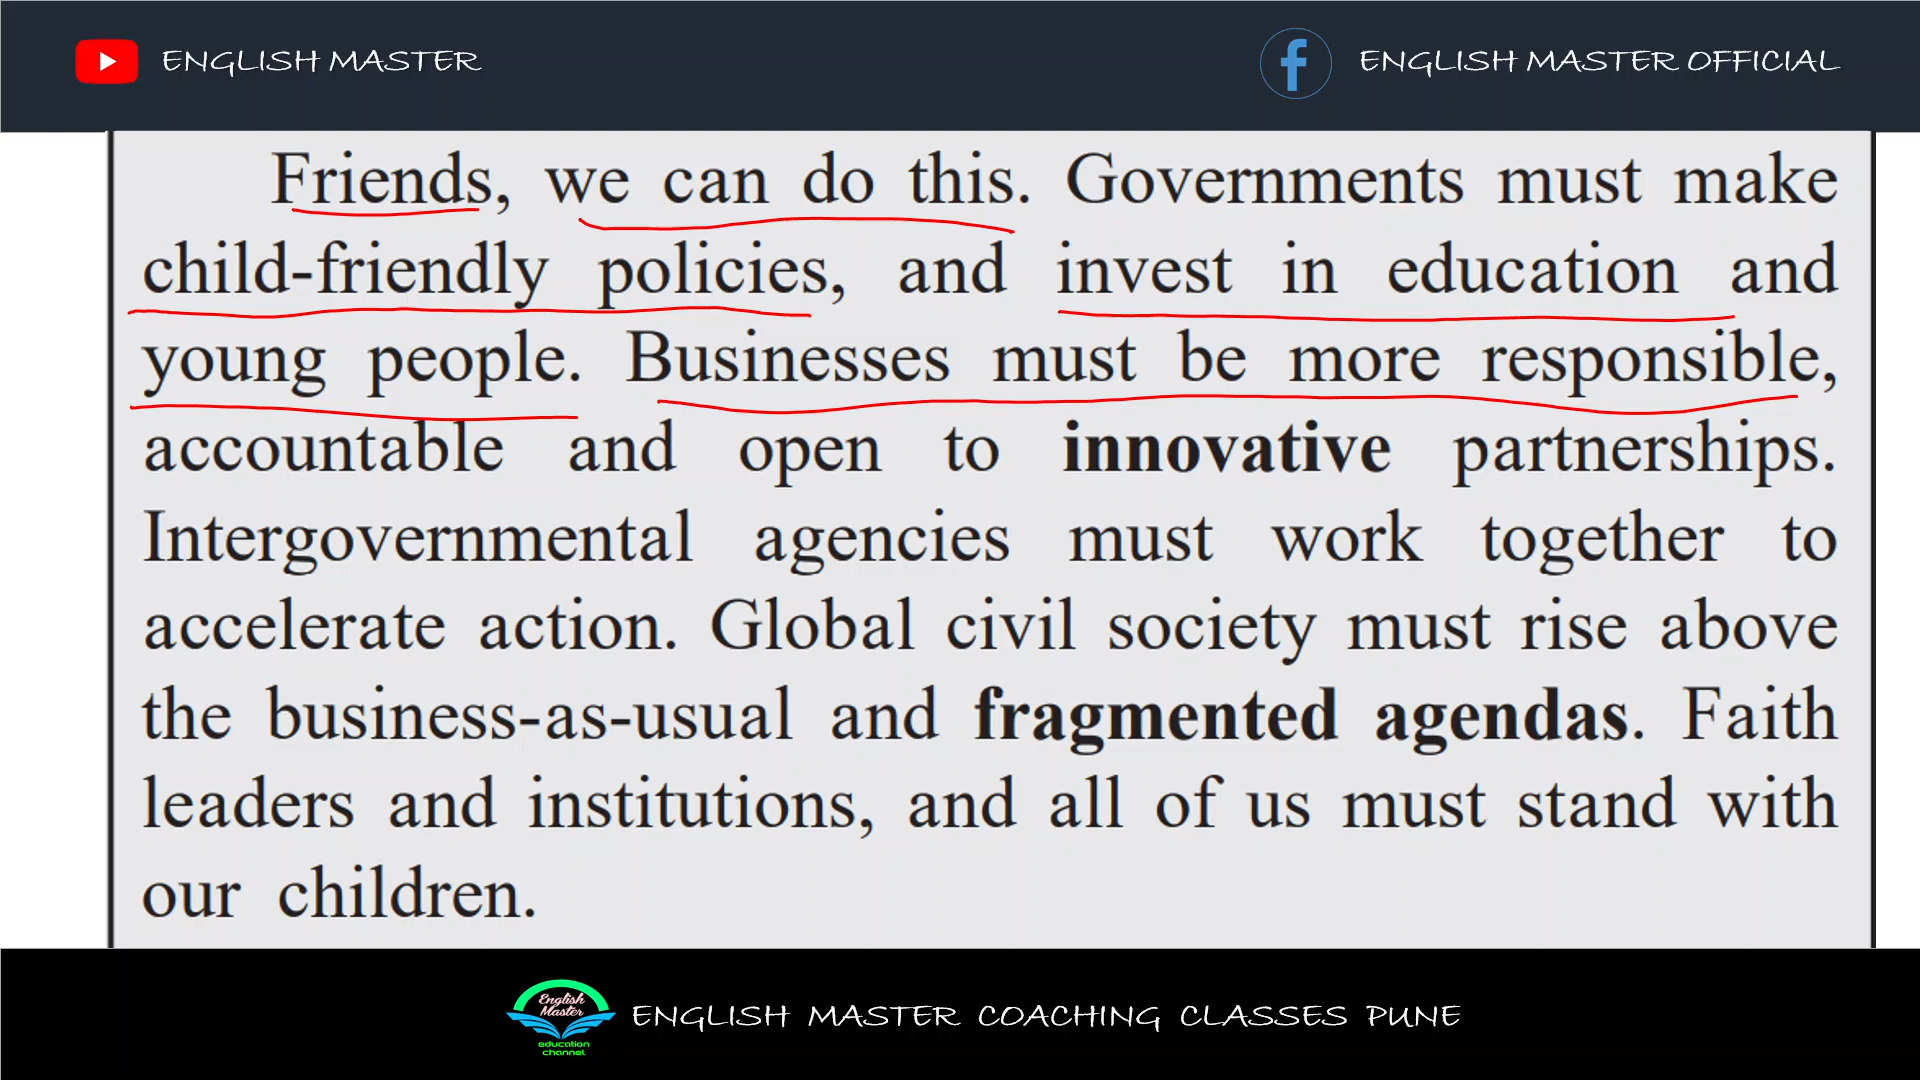 ENGLISH MASTER
ENGLISH MASTER OFFICIAL
Friends, we can do this. Governments must make
child-friendly policies, and invest in education and
young people. Businesses must be more responsible,
accountable and open to innovative partnerships.
Intergovernmental agencies must work together to
accelerate action. Global civil society must rise above
the business-as-usual and fragmented agendas. Faith
leaders and institutions, and all of us must stand with
our children.
English
Master
education
channel
ENGLISH MASTER COACHING CLASSES PUNE